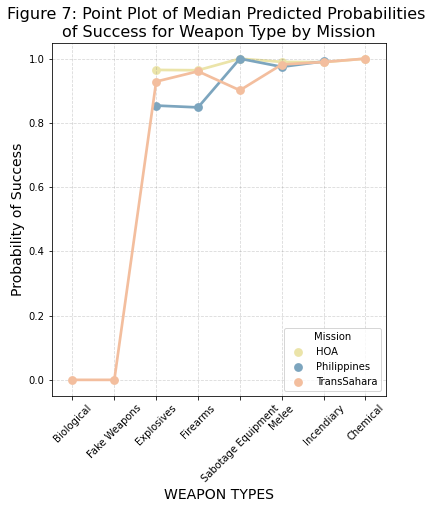 Figure 7: Point Plot of Median Predicted Probabilities
of Success for Weapon Type by Mission
1.0
0.8
0.6
0.4
0.2
0.0
Probability of Success
Mission
HOA
Philippines
TransSahara
Biological
Fake Weapons
Explosives
Firearms
Sabotage Equipment
Melee
Incendiary
Chemical
WEAPON TYPES